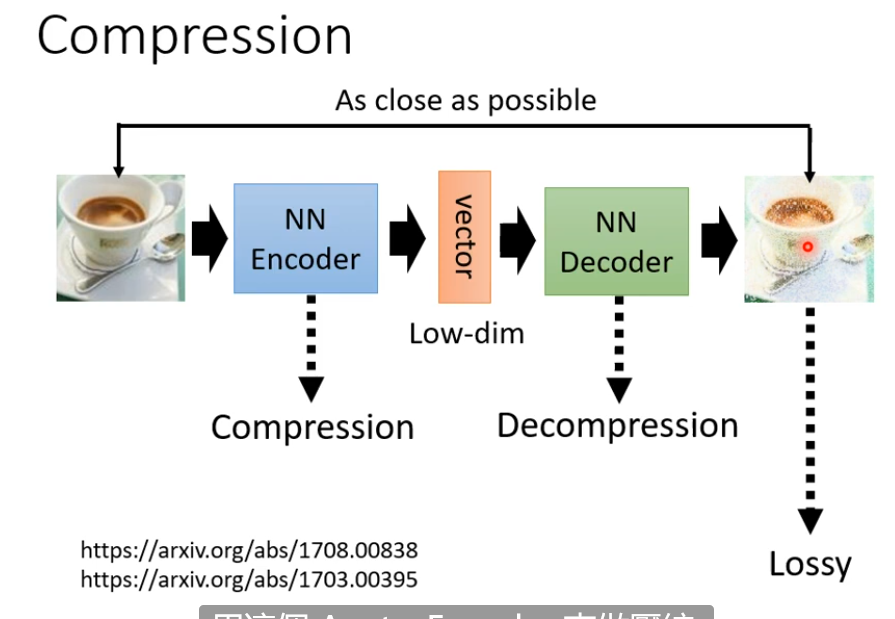 Compression
As close as possible
NN
Encoder
vector
NN
Decoder
Low-dim
Compression
Decompression
Lossy
https://arxiv.org/abs/1708.00838
https://arxiv.org/abs/1703.00395